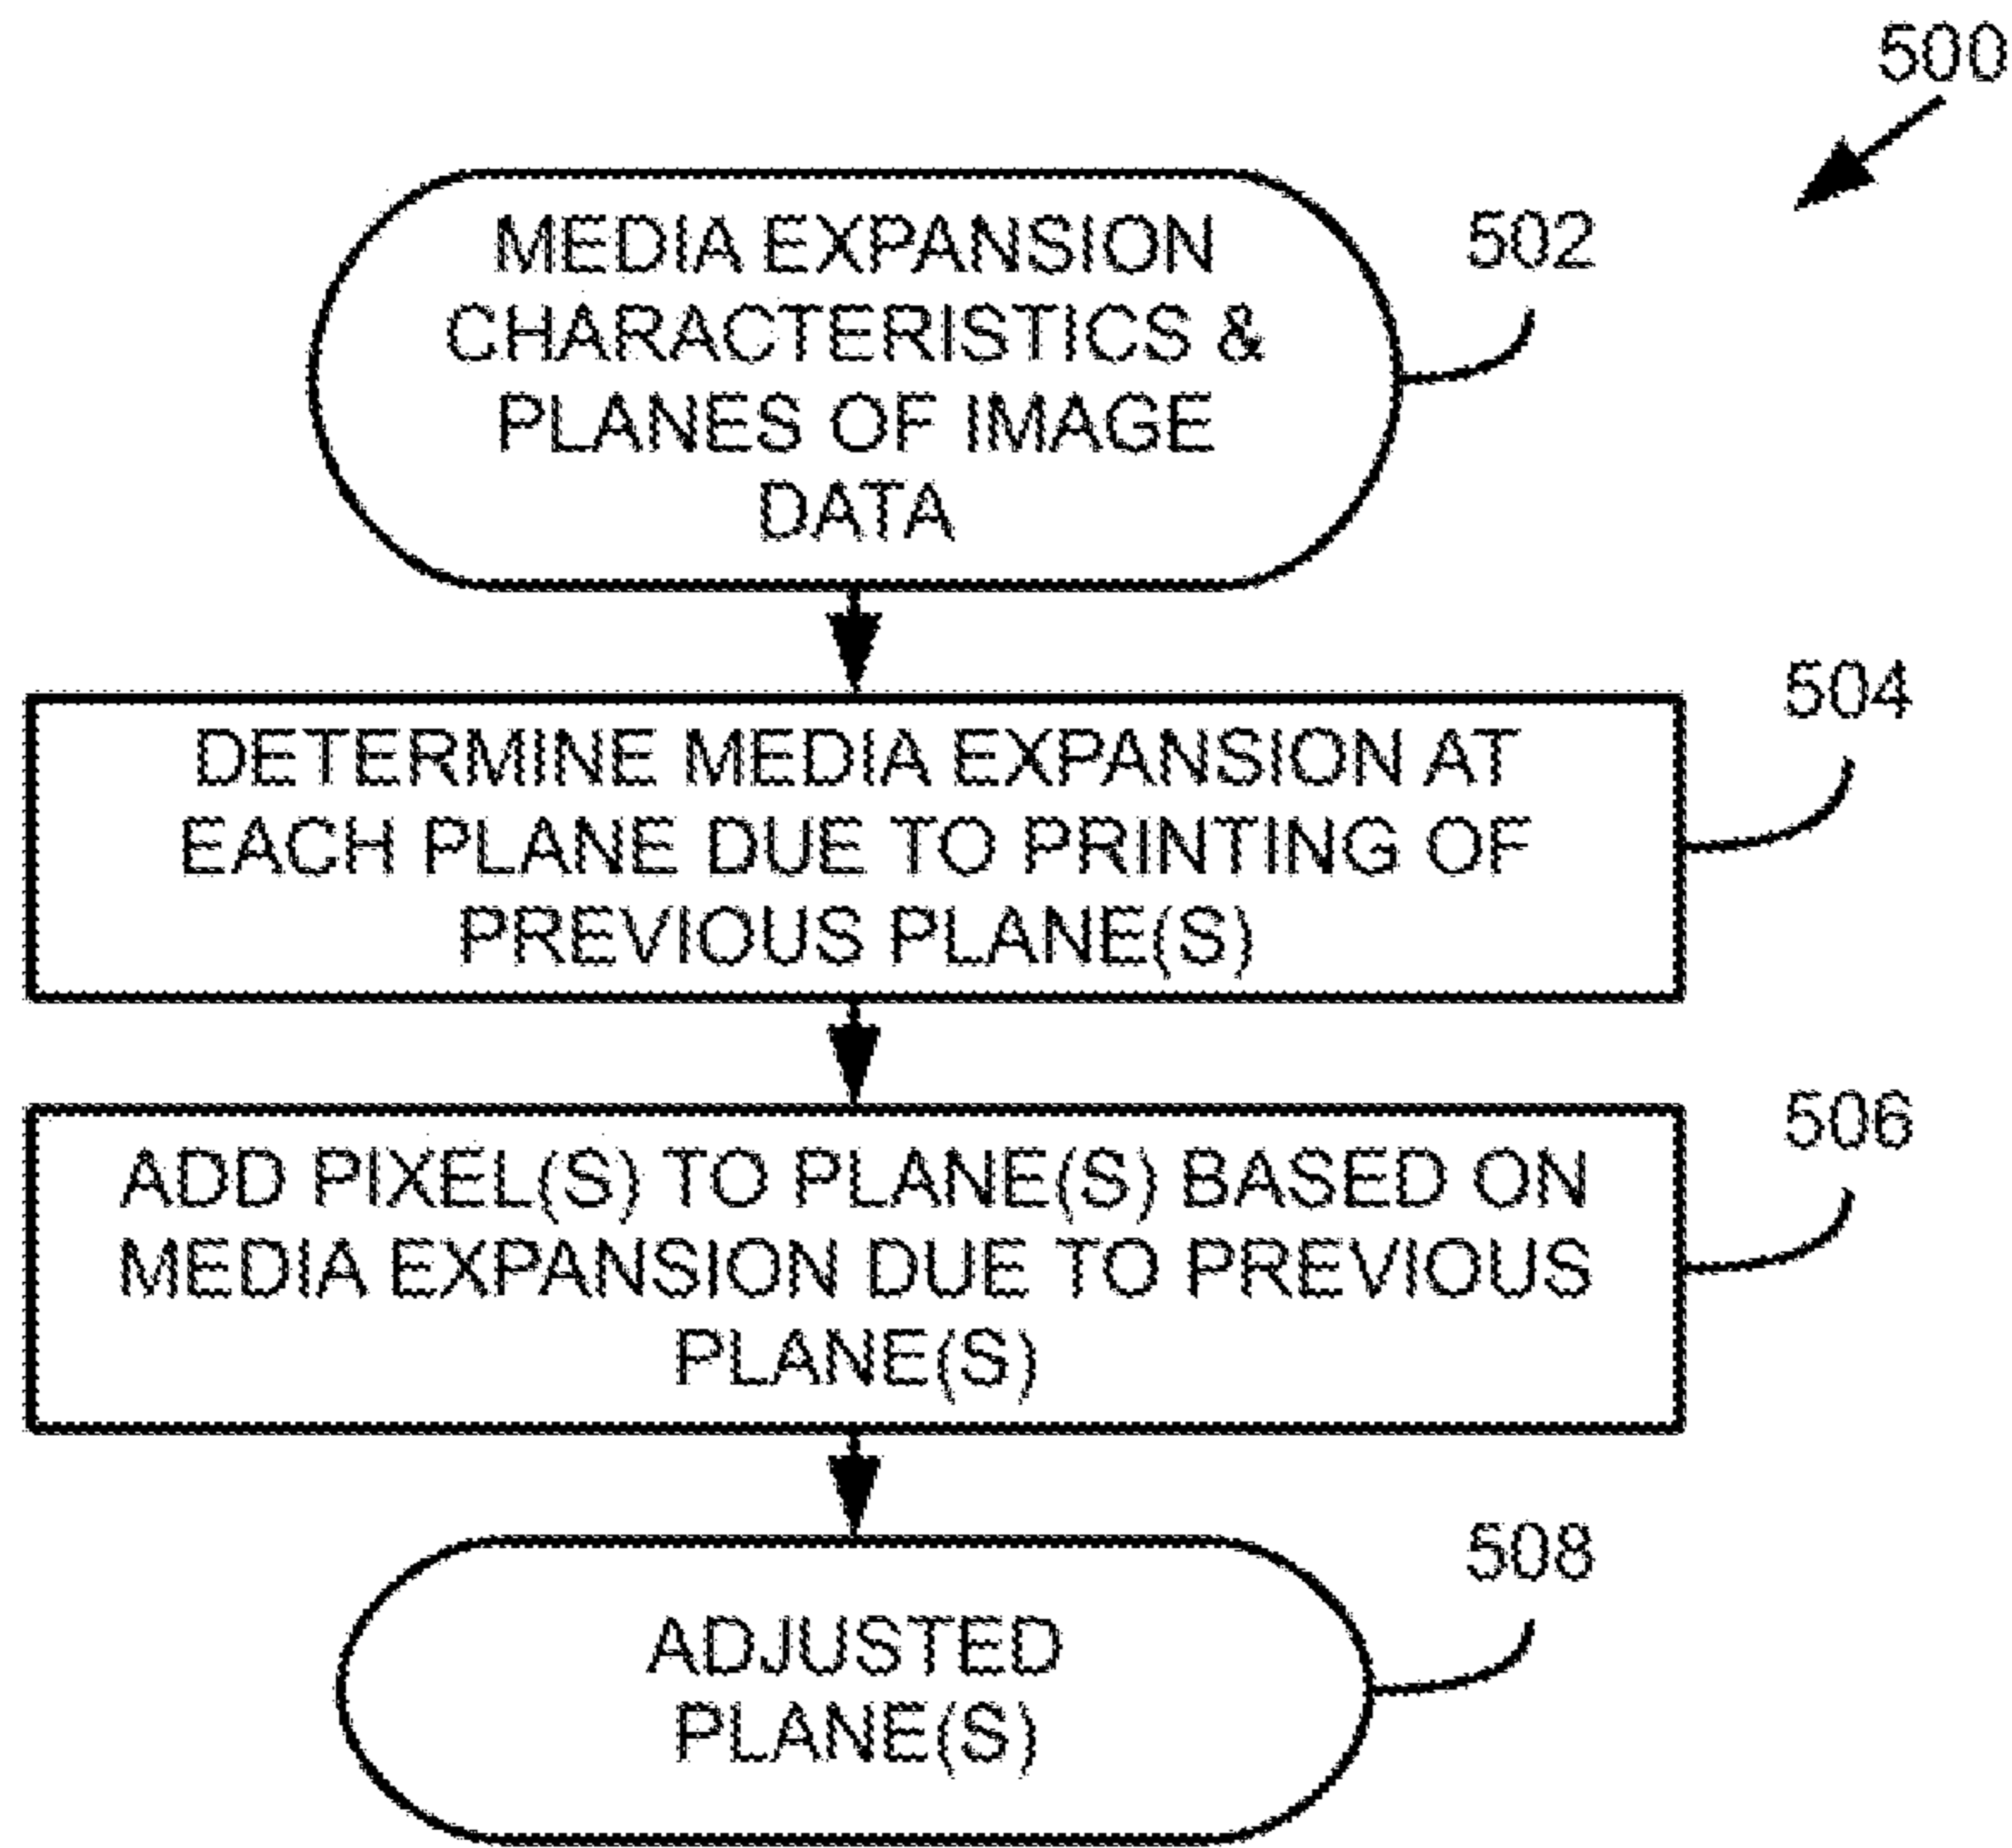 500
MEDIA EXPANSION
CHARACTERISTICS &
PLANES OF IMAGE
DATA
502
DETERMINE MEDIA EXPANSION AT
EACH PLANE DUE TO PRINTING OF
PREVIOUS PLANE(S)
504
ADD PIXEL(S) TO PLANE(S) BASED ON
MEDIA EXPANSION DUE TO PREVIOUS
PLANE(S)
506
ADJUSTED
PLANE(S)
508